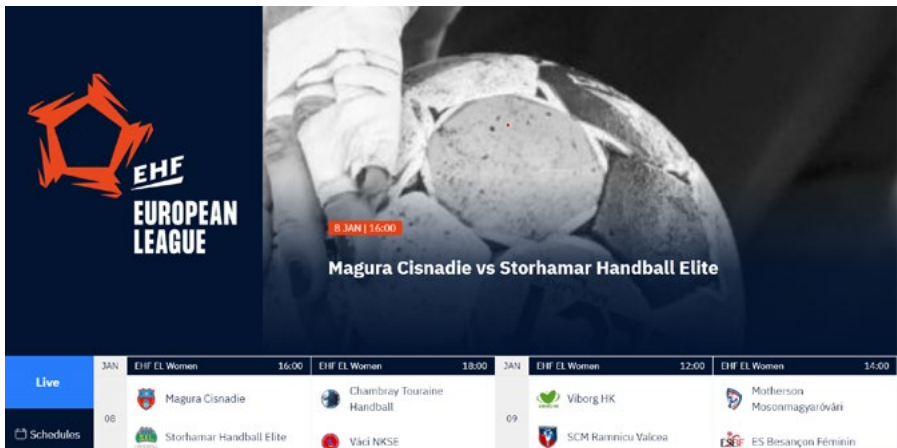 EHF
EUROPEAN
LEAGUE
8 JAN | 16:00
Magura Cisnadie vs Storhamar Handball Elite
Live
Schedules
JAN
08
EHF EL Women 16:00
Magura Cisnadie
Storhamar Handball Elite
EHF EL Women 18:00
Chambray Touraine
Handball
Váci NKSE
JAN
09
EHF EL Women 12:00
Viborg HK
SCM Ramnicu Valcea
EHF EL Women 14:00
Motherson
Mosonmagyaróvári
ES Besançon Féminin